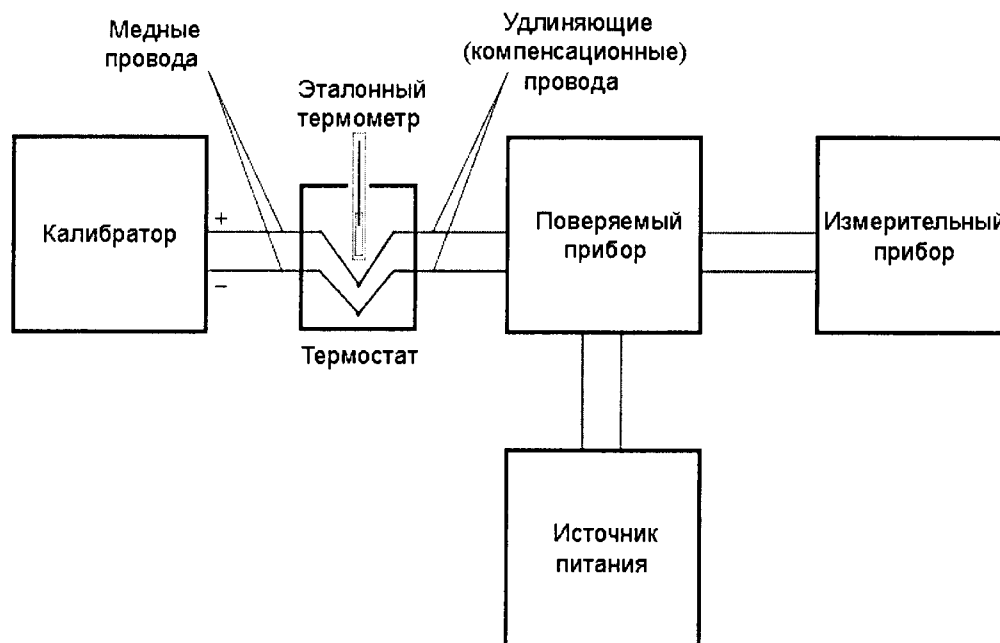 Медные
провода
Удлиняющие
(компенсационные)
провода
Эталонный
термометр
Калибратор
+
−
Термостат
Поверяемый
прибор
Измерительный
прибор
Источник
питания